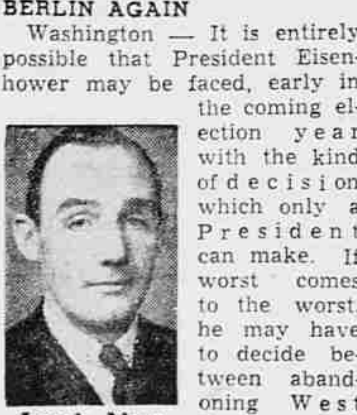 BERLIN AGAIN
Washington — It is entirely
possible that President Eisen-
hower may be faced, early in
the coming el-
ection year
with the kind
of decision
which only a
President
can make. If
worst comes
to the worst,
he may have
to decide be-
tween aband-
oning West